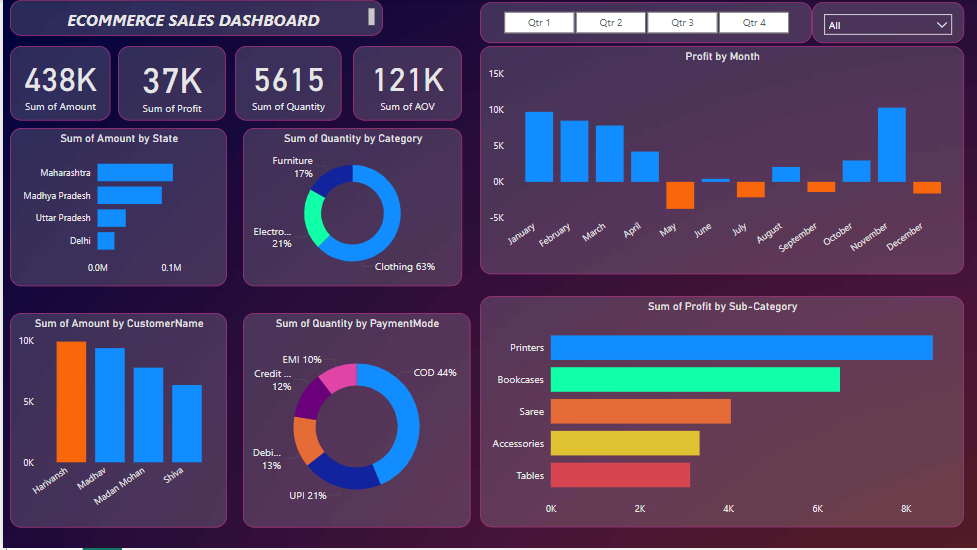 ECOMMERCE SALES DASHBOARD
Qtr 1
Qtr 2
Qtr 3
Qtr 4
All
438K
Sum of Amount
37K
Sum of Profit
5615
Sum of Quantity
121K
Sum of AOV
Profit by Month
15K
10K
5K
0K
-5K
January
February
March
April
May
June
July
August
September
October
November
December
Sum of Amount by State
Maharashtra
Madhya Pradesh
Uttar Pradesh
Delhi
0.0M
0.1M
Sum of Quantity by Category
Furniture
17%
Electro...
21%
Clothing 63%
Sum of Amount by CustomerName
10K
5K
0K
Harivansh
Madhav
Madan Mohan
Shiva
Sum of Quantity by PaymentMode
EMI 10%
Credit ...
12%
Debi...
13%
UPI 21%
COD 44%
Sum of Profit by Sub-Category
Printers
Bookcases
Saree
Accessories
Tables
0K
2K
4K
6K
8K